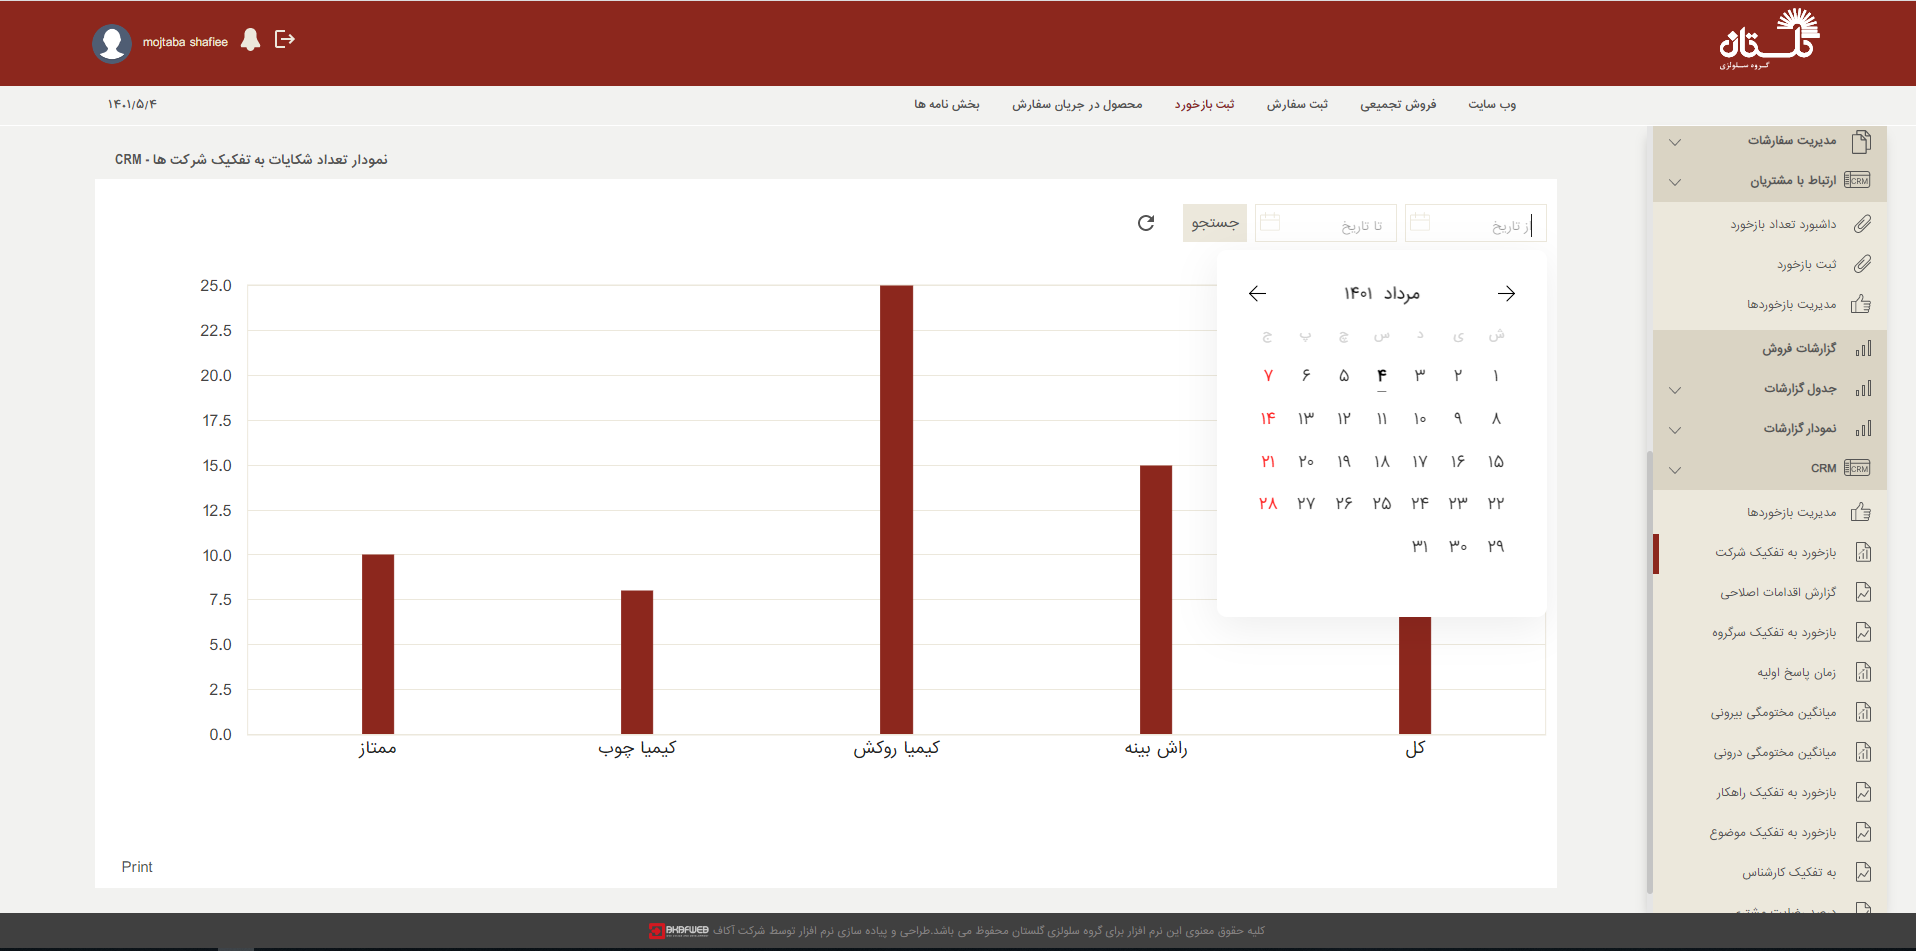 گلستان
گروه سلولزی
mojtaba shafiee
وب سایت
فروش تجمیعی
ثبت سفارش
ثبت بازخورد
محصول در جریان سفارش
بخش نامه ها
۱۴۰۱/۵/۴
مدیریت سفارشات
ارتباط با مشتریان
CRM
داشبورد تعداد بازخورد
ثبت بازخورد
مدیریت بازخوردها
گزارشات فروش
جدول گزارشات
نمودار گزارشات
CRM
CRM
مدیریت بازخوردها
بازخورد به تفکیک شرکت
گزارش اقدامات اصلاحی
بازخورد به تفکیک سرگروه
زمان پاسخ اولیه
میانگین مختومگی بیرونی
میانگین مختومگی درونی
بازخورد به تفکیک راهکار
بازخورد به تفکیک موضوع
به تفکیک کارشناس
نمودار تعداد شکایات به تفکیک شرکت ها - CRM
از تاریخ
تا تاریخ
جستجو
مرداد ۱۴۰۱
ش ی د س چ پ ج
۱ ۲ ۳ ۴ ۵ ۶ ۷
۸ ۹ ۱۰ ۱۱ ۱۲ ۱۳ ۱۴
۱۵ ۱۶ ۱۷ ۱۸ ۱۹ ۲۰ ۲۱
۲۲ ۲۳ ۲۴ ۲۵ ۲۶ ۲۷ ۲۸
۲۹ ۳۰ ۳۱
25.0
22.5
20.0
17.5
15.0
12.5
10.0
7.5
5.0
2.5
0.0
ممتاز
کیمیا چوب
کیمیا روکش
راش بینه
کل
Print
کلیه حقوق معنوی این نرم افزار برای گروه سلولزی گلستان محفوظ می باشد.طراحی و پیاده سازی نرم افزار توسط شرکت آکاف
AKAFWEB